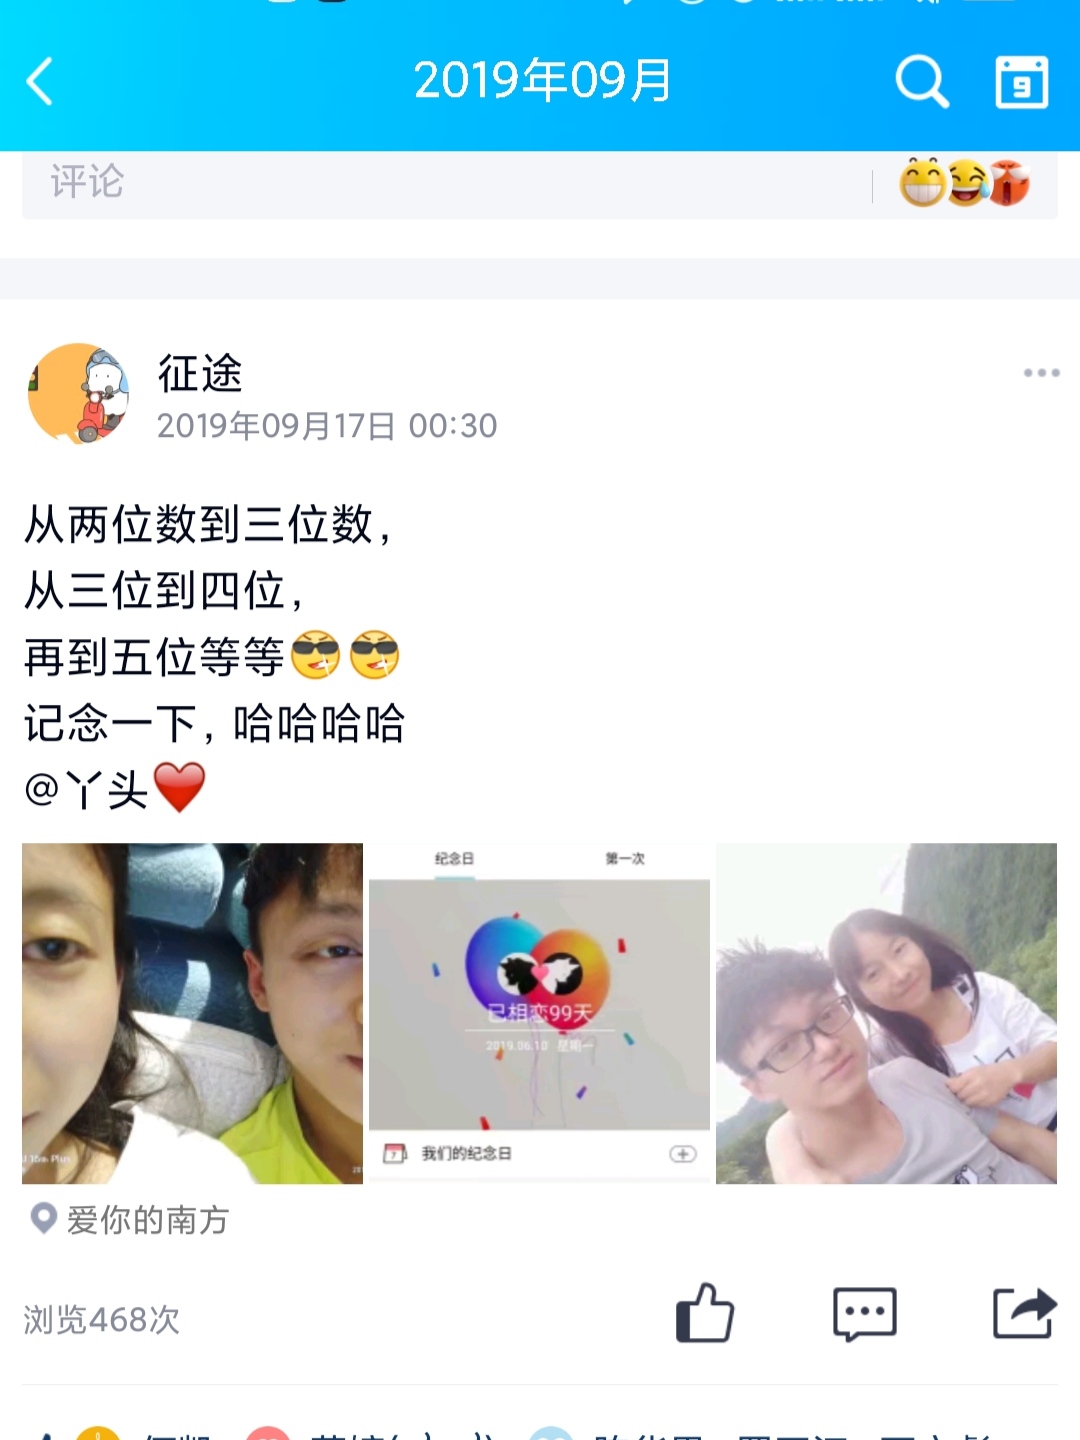 2019年09月
9
评论
征途
2019年09月17日 00:30
从两位数到三位数，
从三位到四位，
再到五位等等
记念一下，哈哈哈哈
@丫头
纪念日 第一次
已相恋99天
2019.06.10 星期一
7 我们的纪念日
爱你的南方
浏览468次